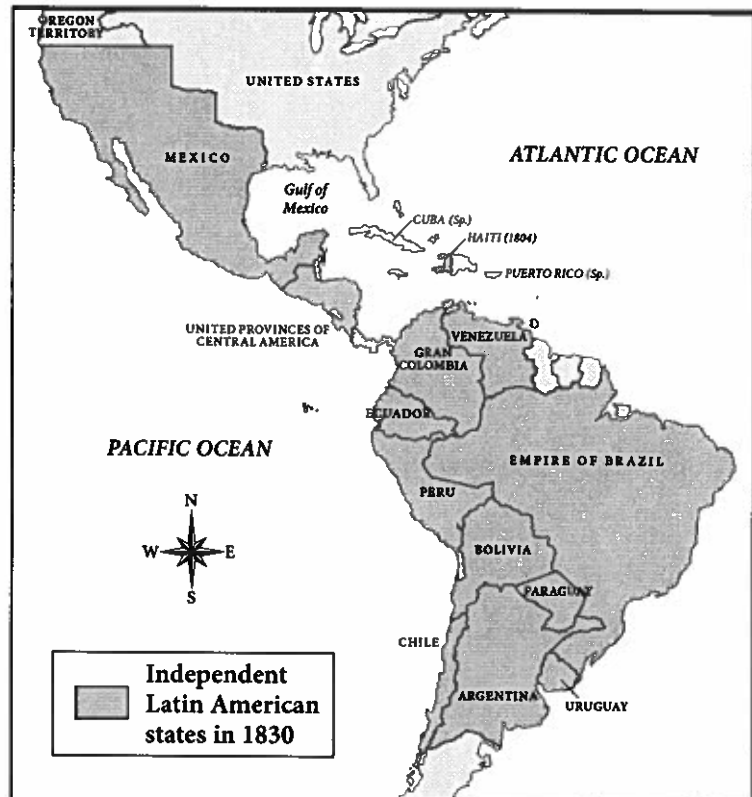 OREGON
TERRITORY
UNITED STATES
MEXICO
ATLANTIC OCEAN
Gulf of
Mexico
CUBA (Sp.)
HAITI (1804)
PUERTO RICO (Sp.)
UNITED PROVINCES OF
CENTRAL AMERICA
VENEZUELA
GRAN
COLOMBIA
ECUADOR
PACIFIC OCEAN
EMPIRE OF BRAZIL
PERU
N
W E
S
BOLIVIA
PARAGUAY
CHILE
ARGENTINA
URUGUAY
Independent
Latin American
states in 1830